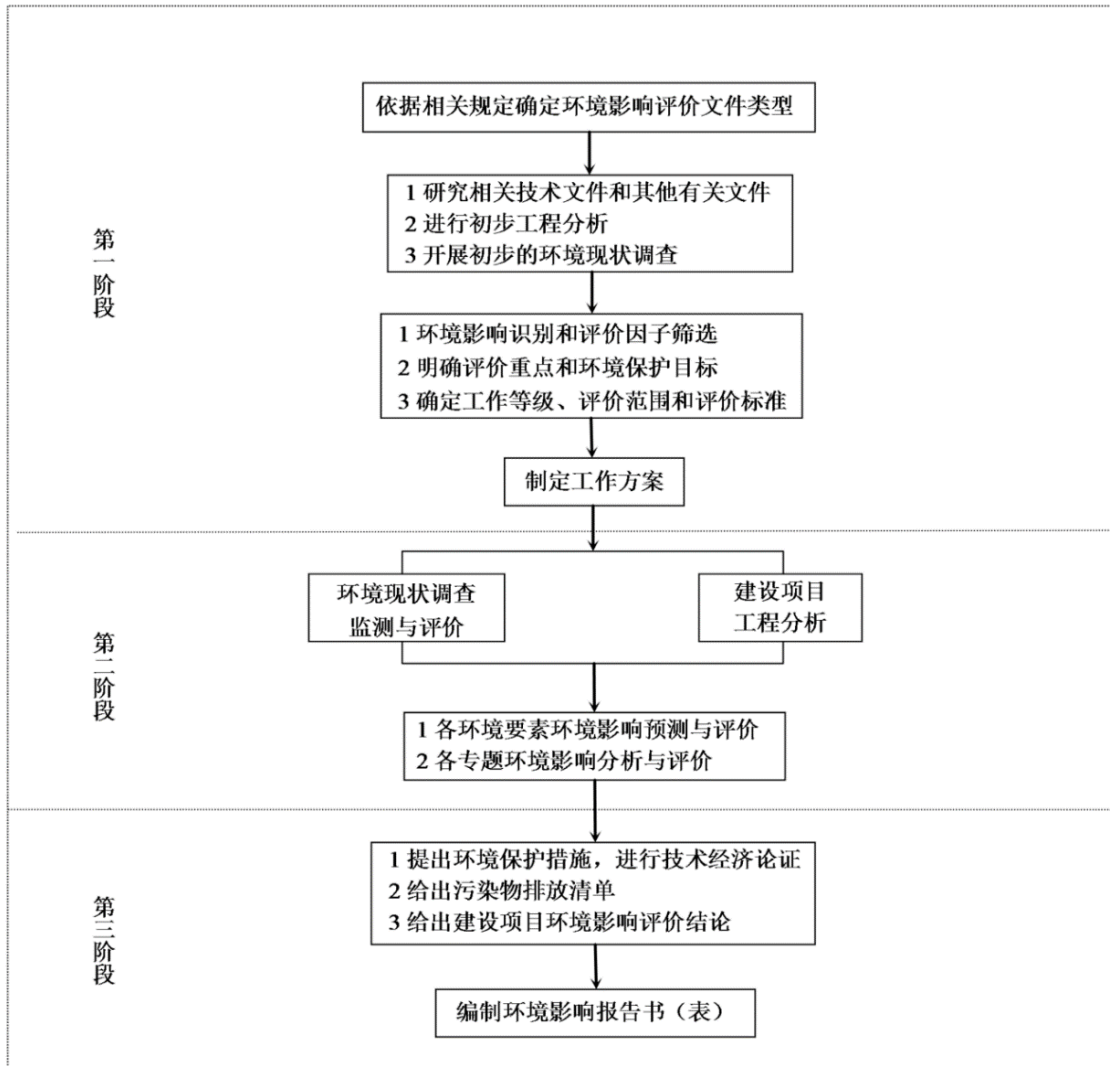 依据相关规定确定环境影响评价文件类型
1 研究相关技术文件和其他有关文件
2 进行初步工程分析
3 开展初步的环境现状调查
第一阶段
1 环境影响识别和评价因子筛选
2 明确评价重点和环境保护目标
3 确定工作等级、评价范围和评价标准
制定工作方案
环境现状调查
监测与评价
建设项目
工程分析
第二阶段
1 各环境要素环境影响预测与评价
2 各专题环境影响分析与评价
1 提出环境保护措施，进行技术经济论证
2 给出污染物排放清单
3 给出建设项目环境影响评价结论
第三阶段
编制环境影响报告书（表）